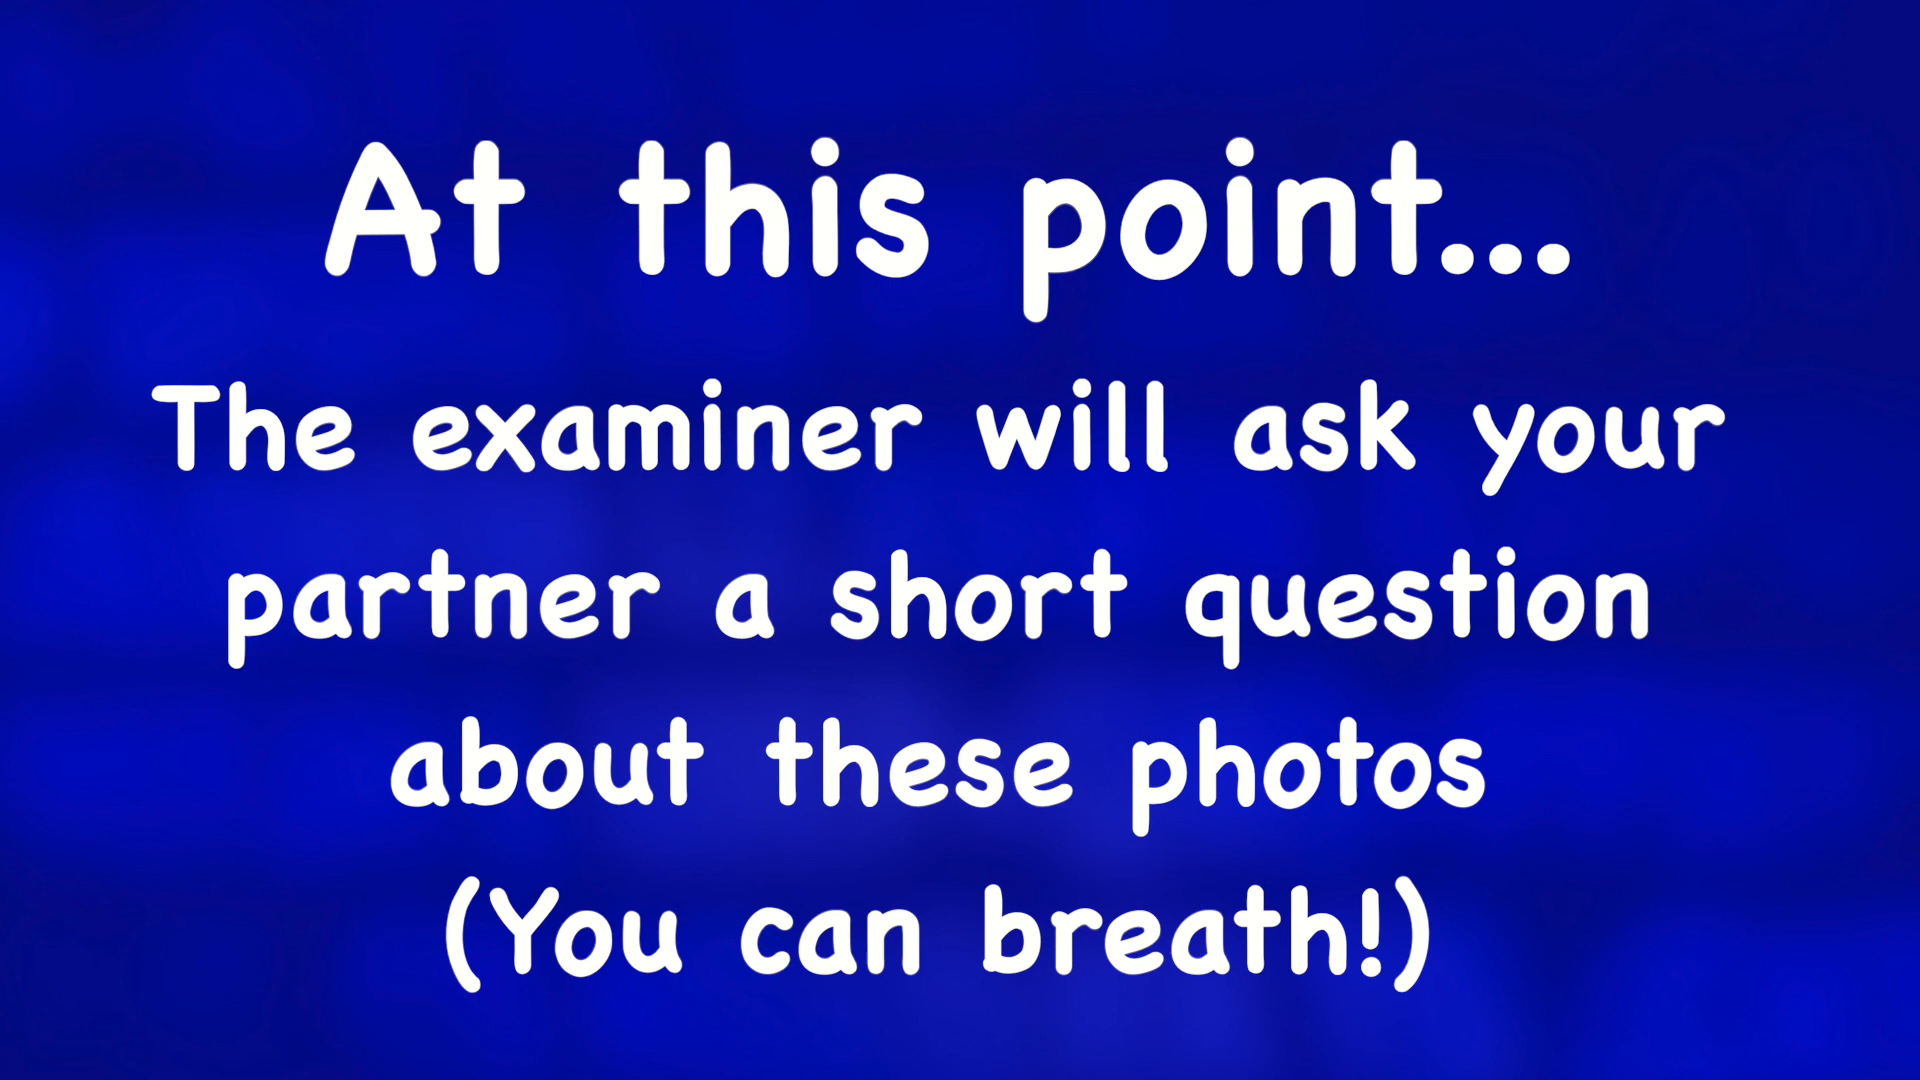 At this point...
The examiner will ask your
partner a short question
about these photos
(You can breath!)